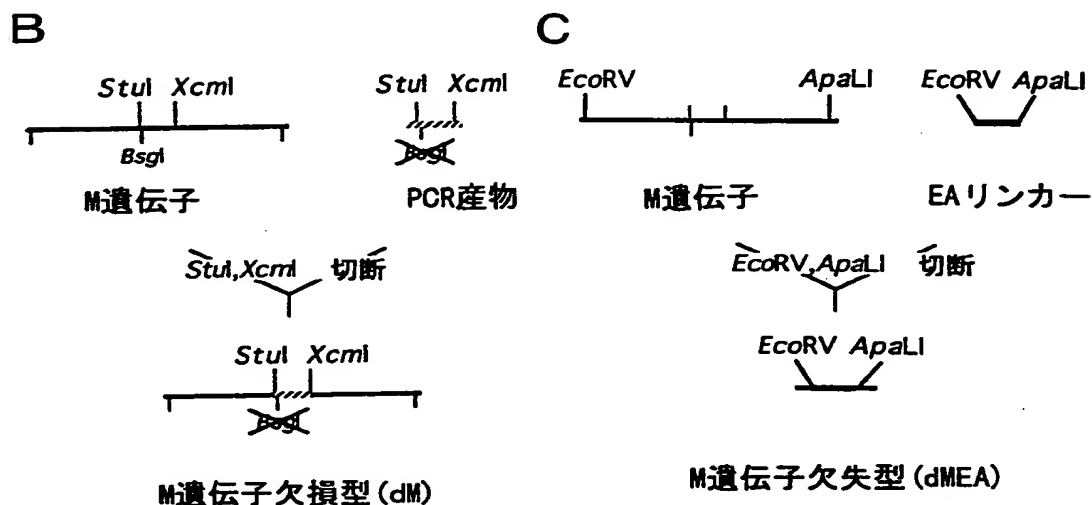 B
StuI XcmI
BsgI
M遺伝子
StuI XcmI
PCR産物
StuI,XcmI 切断
StuI XcmI
M遺伝子欠損型(dM)
C
EcoRV ApaLI
M遺伝子
EcoRV ApaLI
EAリンカー
EcoRV,ApaLI 切断
EcoRV ApaLI
M遺伝子欠失型(dMEA)